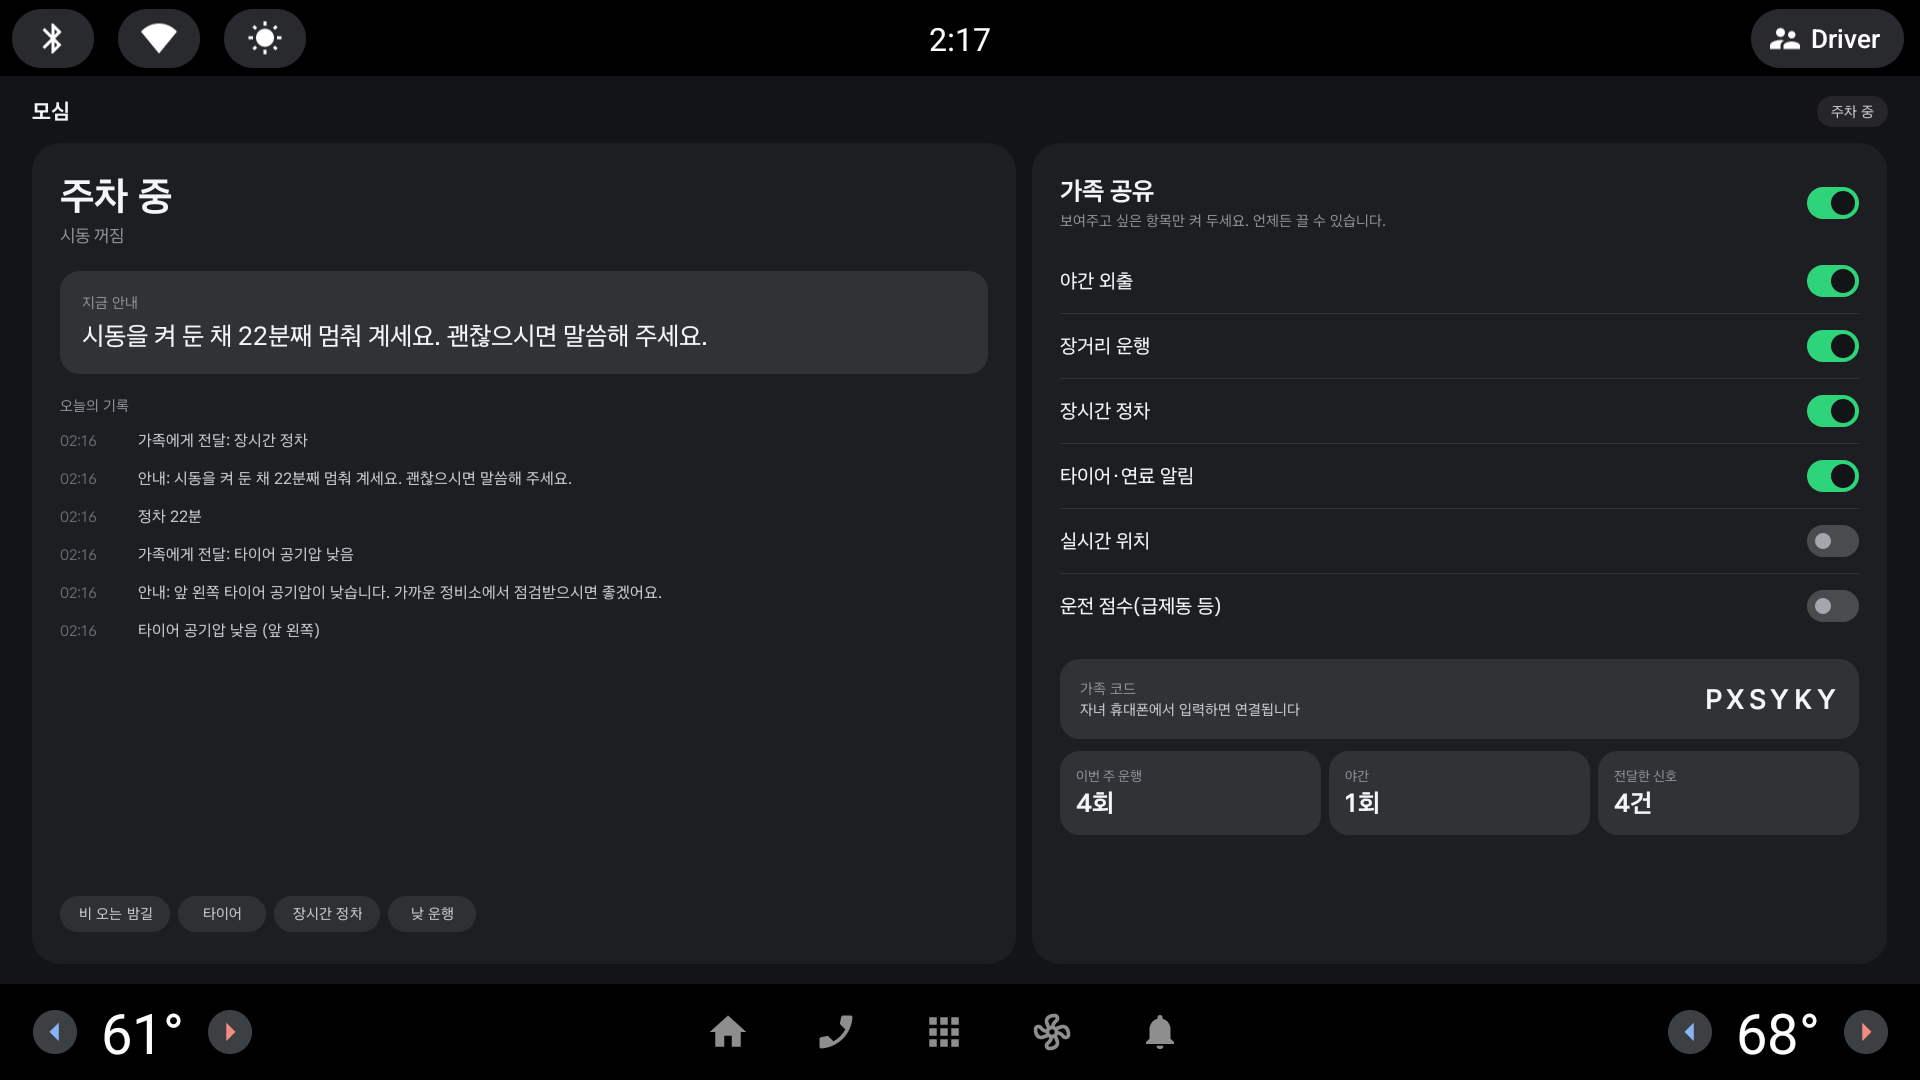 2:17
Driver
모심
주차 중
주차 중
시동 꺼짐
지금 안내
시동을 켜 둔 채 22분째 멈춰 계세요. 괜찮으시면 말씀해 주세요.
오늘의 기록
02:16 가족에게 전달: 장시간 정차
02:16 안내: 시동을 켜 둔 채 22분째 멈춰 계세요. 괜찮으시면 말씀해 주세요.
02:16 정차 22분
02:16 가족에게 전달: 타이어 공기압 낮음
02:16 안내: 앞 왼쪽 타이어 공기압이 낮습니다. 가까운 정비소에서 점검받으시면 좋겠어요.
02:16 타이어 공기압 낮음 (앞 왼쪽)
비 오는 밤길 타이어 장시간 정차 낮 운행
가족 공유
보여주고 싶은 항목만 켜 두세요. 언제든 끌 수 있습니다.
야간 외출
장거리 운행
장시간 정차
타이어·연료 알림
실시간 위치
운전 점수(급제동 등)
가족 코드
자녀 휴대폰에서 입력하면 연결됩니다
PXSYKY
이번 주 운행
4회
야간
1회
전달한 신호
4건
61°
68°